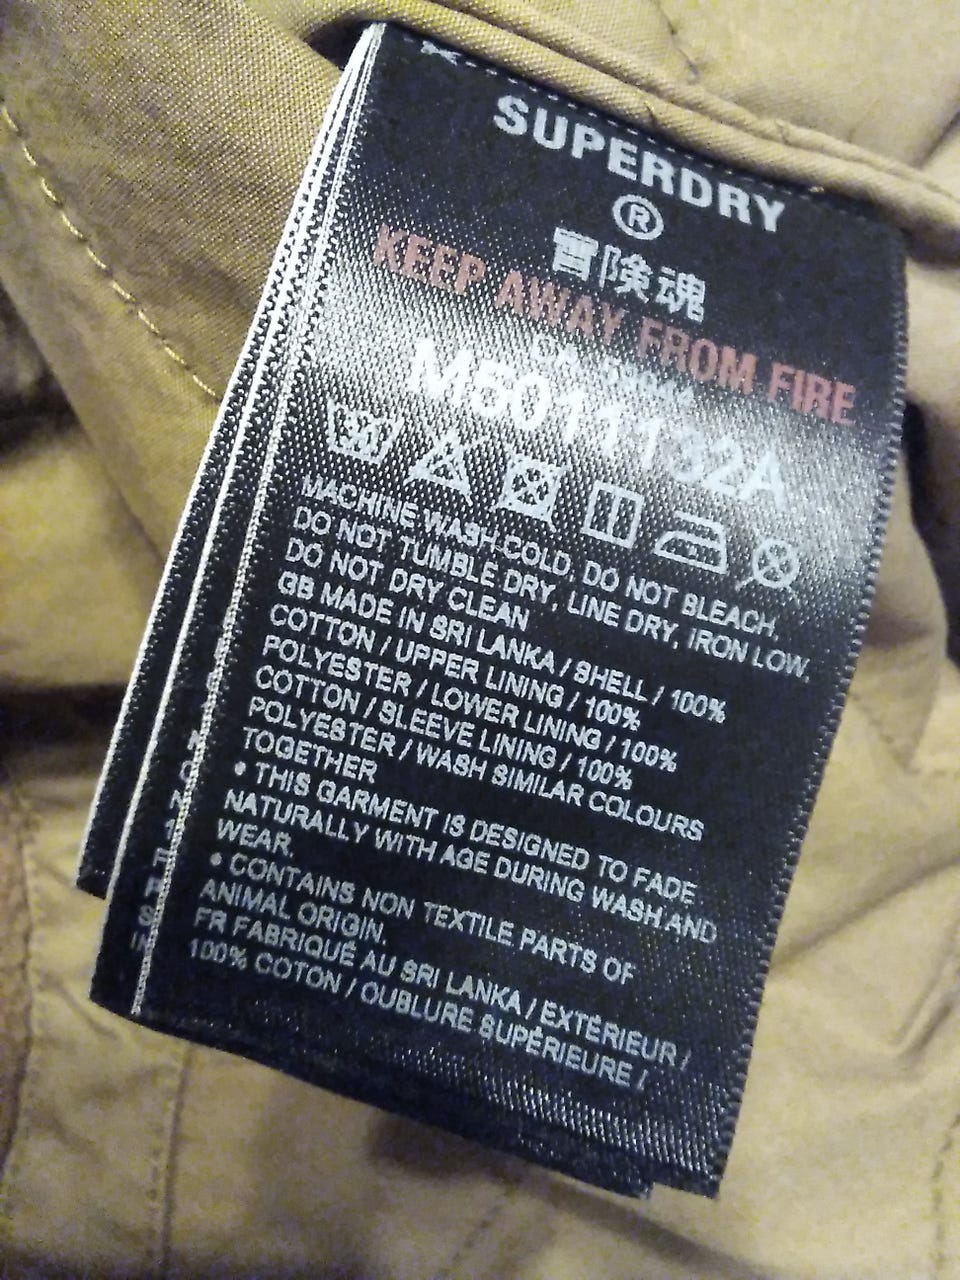 SUPERDRY
®
冒険魂
KEEP AWAY FROM FIRE
M5011132A
30
MACHINE WASH COLD, DO NOT BLEACH,
DO NOT TUMBLE DRY, LINE DRY, IRON LOW,
DO NOT DRY CLEAN
GB MADE IN SRI LANKA / SHELL / 100%
COTTON / UPPER LINING / 100%
POLYESTER / LOWER LINING / 100%
COTTON / SLEEVE LINING / 100%
POLYESTER / WASH SIMILAR COLOURS
TOGETHER
• THIS GARMENT IS DESIGNED TO FADE
NATURALLY WITH AGE DURING WASH AND
WEAR.
• CONTAINS NON TEXTILE PARTS OF
ANIMAL ORIGIN.
FR FABRIQUÉ AU SRI LANKA / EXTÉRIEUR /
100% COTON / OUBLURE SUPÉRIEURE /